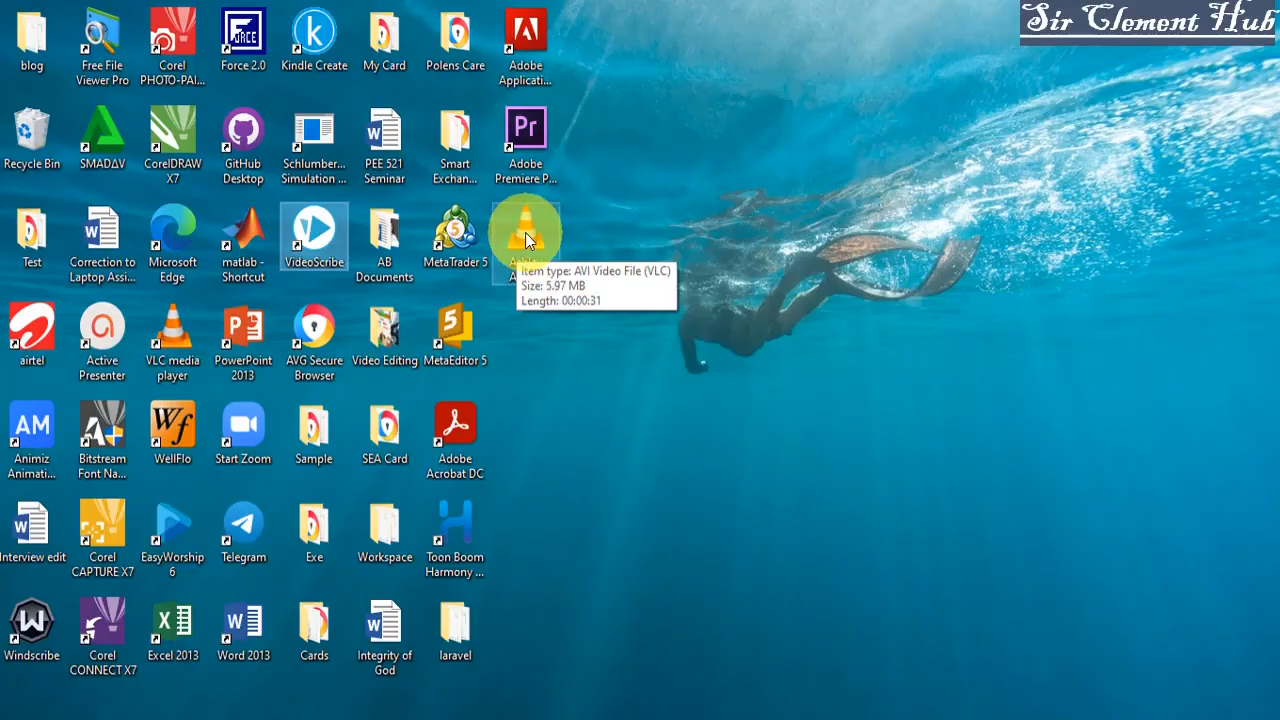 Sir Clement Hub
blog
Free File
Viewer Pro
Corel
PHOTO-PAI...
Force 2.0
Kindle Create
My Card
Polens Care
Adobe
Applicati...
Recycle Bin
SMADAV
CorelDRAW
X7
GitHub
Desktop
Schlumber...
Simulation ...
PEE 521
Seminar
Smart
Exchan...
Adobe
Premiere P...
Test
Correction to
Laptop Assi...
Microsoft
Edge
matlab -
Shortcut
VideoScribe
AB
Documents
MetaTrader 5
Item type: AVI Video File (VLC)
Size: 5.97 MB
Length: 00:00:31
airtel
Active
Presenter
VLC media
player
PowerPoint
2013
AVG Secure
Browser
Video Editing
MetaEditor 5
Animiz
Animati...
Bitstream
Font Na...
WellFlo
Start Zoom
Sample
SEA Card
Adobe
Acrobat DC
Interview edit
Corel
CAPTURE X7
EasyWorship
6
Telegram
Exe
Workspace
Toon Boom
Harmony ...
Windscribe
Corel
CONNECT X7
Excel 2013
Word 2013
Cards
Integrity of
God
laravel